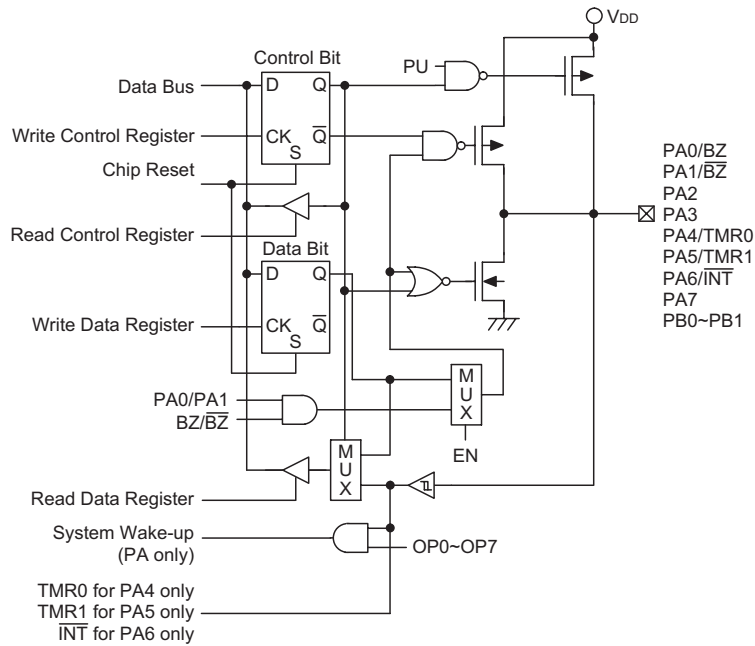 VDD
Control Bit
PU
Data Bus
D
Q
Write Control Register
CK
Q̅
S
Chip Reset
PA0/BZ
PA1/B̅Z̅
PA2
PA3
PA4/TMR0
PA5/TMR1
PA6/I̅N̅T̅
PA7
PB0~PB1
Read Control Register
Data Bit
D
Q
Write Data Register
CK
Q̅
S
PA0/PA1
BZ/B̅Z̅
M
U
X
EN
M
U
X
Read Data Register
System Wake-up
(PA only)
OP0~OP7
TMR0 for PA4 only
TMR1 for PA5 only
I̅N̅T̅ for PA6 only